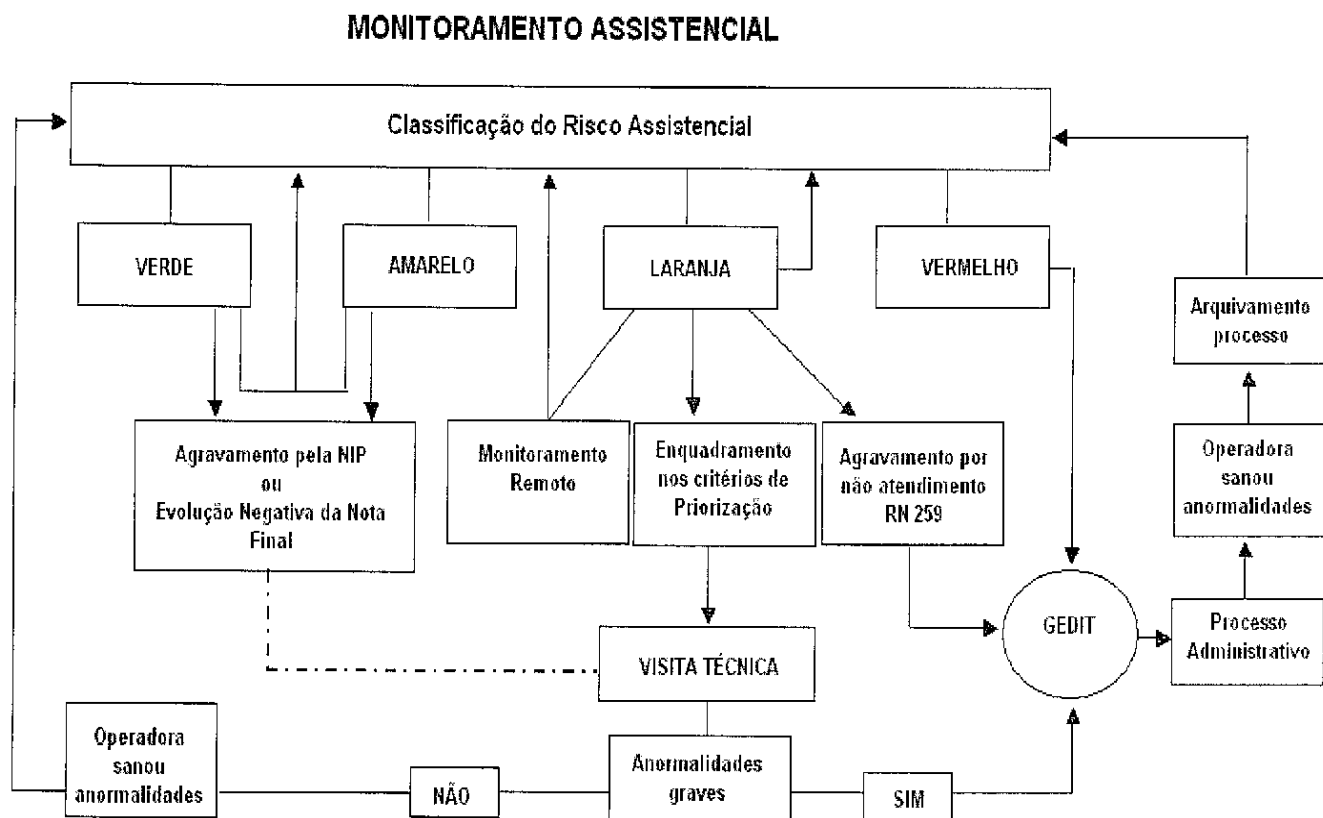 MONITORAMENTO ASSISTENCIAL
Classificação do Risco Assistencial
VERDE
AMARELO
LARANJA
VERMELHO
Arquivamento
processo
Agravamento pela NIP
ou
Evolução Negativa da Nota
Final
Monitoramento
Remoto
Enquadramento
nos critérios de
Priorização
Agravamento por
não atendimento
RN 259
Operadora
sanou
anormalidades
GEDIT
Processo
Administrativo
VISITA TÉCNICA
Operadora
sanou
anormalidades
NÃO
Anormalidades
graves
SIM